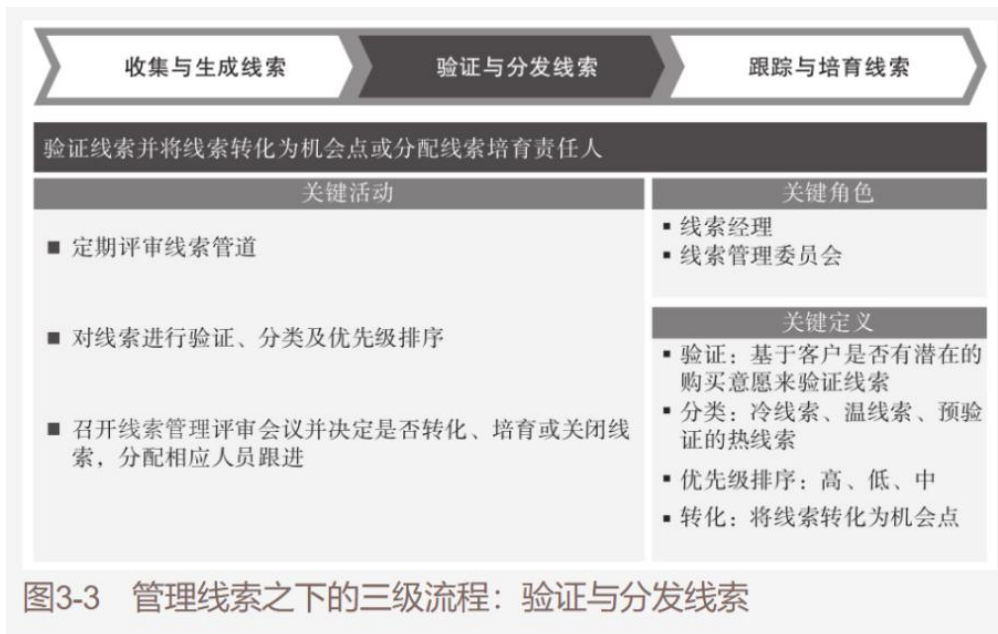 收集与生成线索
验证与分发线索
跟踪与培育线索
验证线索并将线索转化为机会点或分配线索培育责任人
关键活动
■ 定期评审线索管道
■ 对线索进行验证、分类及优先级排序
■ 召开线索管理评审会议并决定是否转化、培育或关闭线
索，分配相应人员跟进
关键角色
▪ 线索经理
▪ 线索管理委员会
关键定义
▪ 验证：基于客户是否有潜在的
购买意愿来验证线索
▪ 分类：冷线索、温线索、预验
证的热线索
▪ 优先级排序：高、低、中
▪ 转化：将线索转化为机会点
图3-3 管理线索之下的三级流程：验证与分发线索